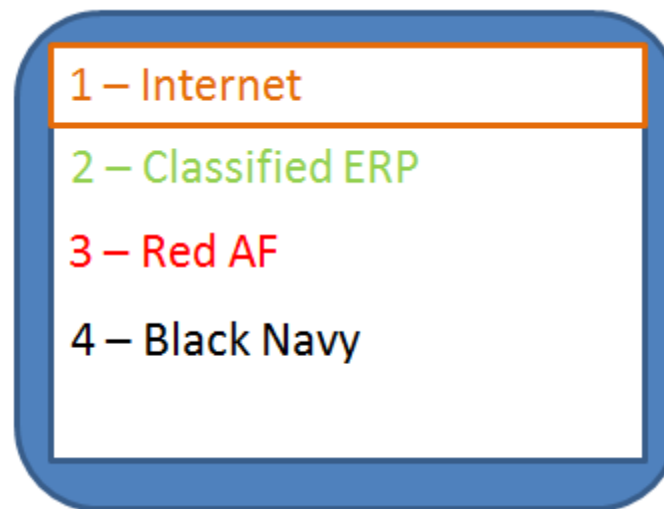 1 – Internet
2 – Classified ERP
3 – Red AF
4 – Black Navy